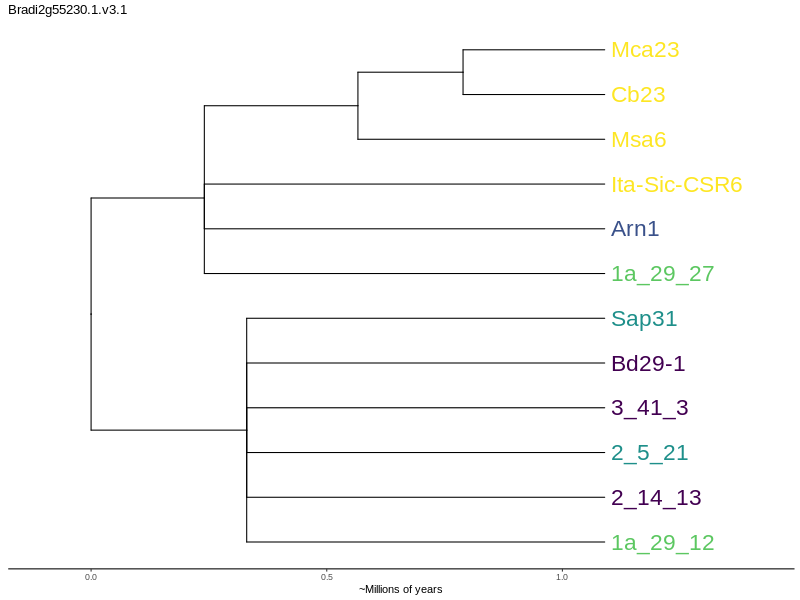 Bradi2g55230.1.v3.1
Mca23
Cb23
Msa6
Ita-Sic-CSR6
Arn1
1a_29_27
Sap31
Bd29-1
3_41_3
2_5_21
2_14_13
1a_29_12
0.0 0.5 1.0
~Millions of years